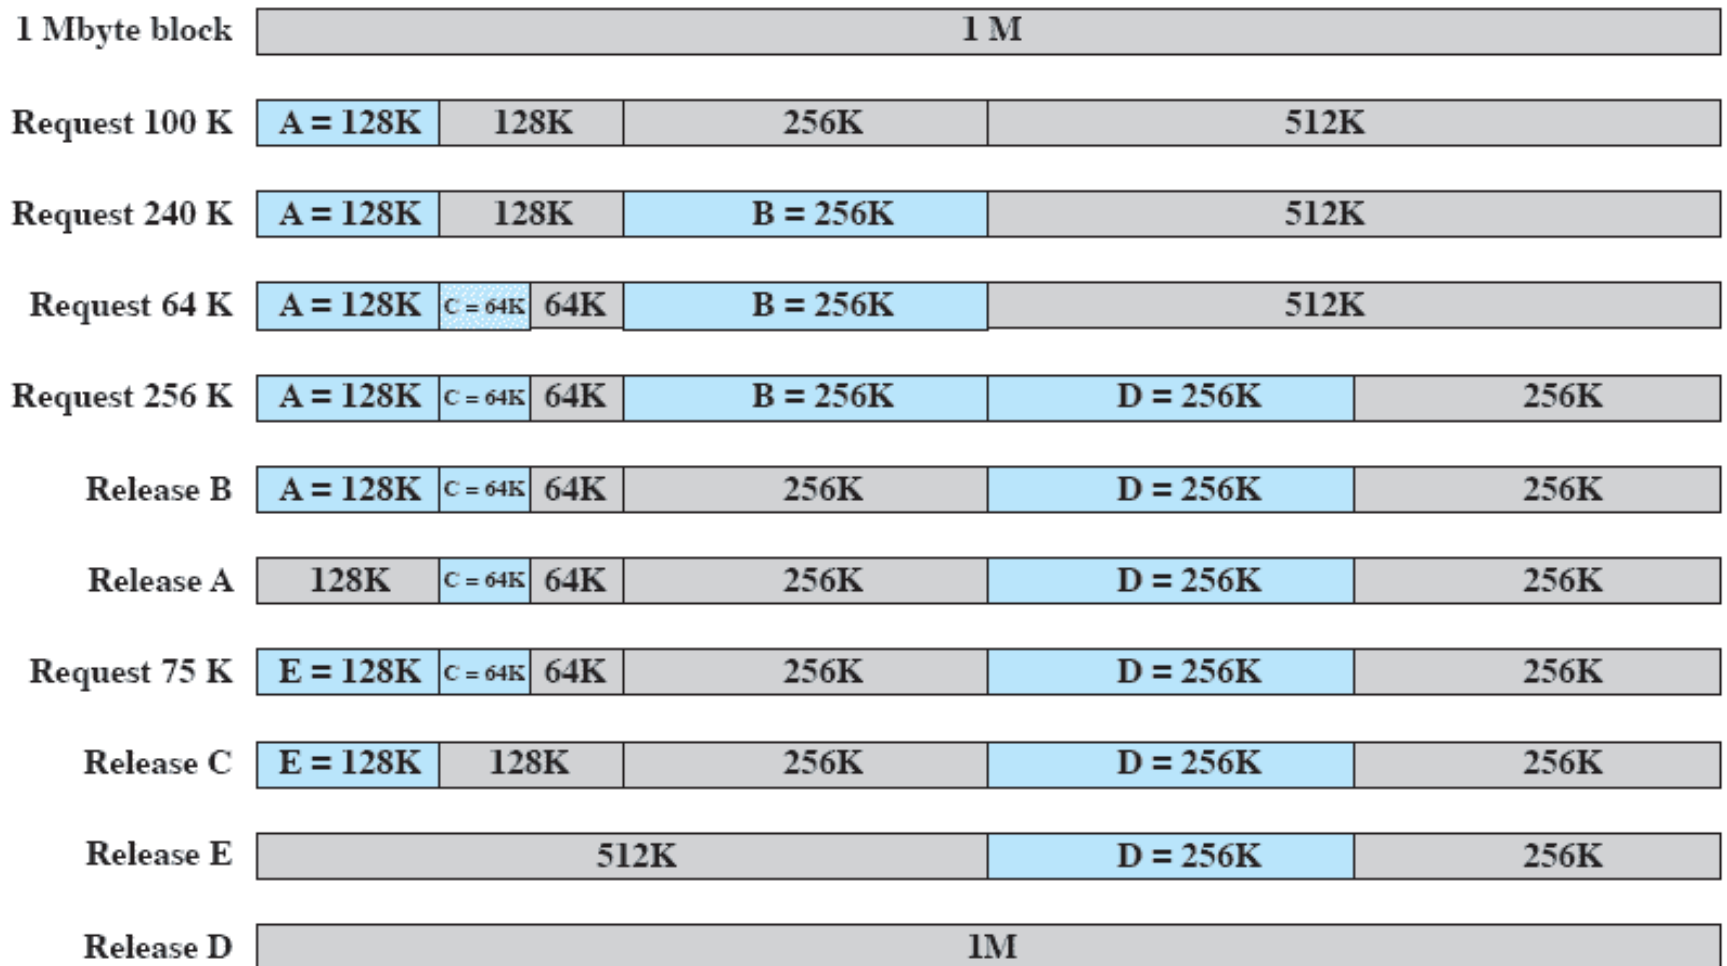 1 Mbyte block 1 M
Request 100 K A = 128K 128K 256K 512K
Request 240 K A = 128K 128K B = 256K 512K
Request 64 K A = 128K C = 64K 64K B = 256K 512K
Request 256 K A = 128K C = 64K 64K B = 256K D = 256K 256K
Release B A = 128K C = 64K 64K 256K D = 256K 256K
Release A 128K C = 64K 64K 256K D = 256K 256K
Request 75 K E = 128K C = 64K 64K 256K D = 256K 256K
Release C E = 128K 128K 256K D = 256K 256K
Release E 512K D = 256K 256K
Release D 1M